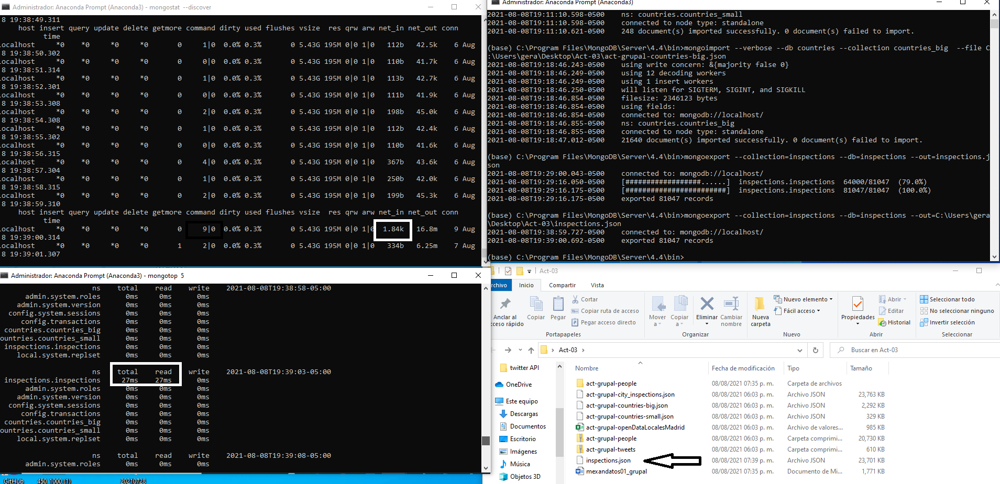 Administrador: Anaconda Prompt (Anaconda3) - mongostat --discover
8 19:38:49.311
host insert query update delete getmore command dirty used flushes vsize res qrw arw net_in net_out conn
time
ocalhost *0 *0 *0 *0 0 1|0 0.0% 0.3% 0 5.43G 195M 0|0 1|0 112b 42.5k 6 Aug
8 19:38:50.302
ocalhost *0 *0 *0 *0 0 0|0 0.0% 0.3% 0 5.43G 195M 0|0 1|0 110b 41.7k 6 Aug
8 19:38:51.314
ocalhost *0 *0 *0 *0 0 1|0 0.0% 0.3% 0 5.43G 195M 0|0 1|0 113b 42.7k 6 Aug
8 19:38:52.301
ocalhost *0 *0 *0 *0 0 0|0 0.0% 0.3% 0 5.43G 195M 0|0 1|0 111b 41.9k 6 Aug
8 19:38:53.308
ocalhost *0 *0 *0 *0 0 2|0 0.0% 0.3% 0 5.43G 195M 0|0 1|0 198b 45.0k 6 Aug
8 19:38:54.308
ocalhost *0 *0 *0 *0 0 1|0 0.0% 0.3% 0 5.43G 195M 0|0 1|0 112b 42.4k 6 Aug
8 19:38:55.302
ocalhost *0 *0 *0 *0 0 0|0 0.0% 0.3% 0 5.43G 195M 0|0 1|0 110b 41.6k 6 Aug
8 19:38:56.315
ocalhost *0 *0 *0 *0 0 4|0 0.0% 0.3% 0 5.43G 195M 0|0 1|0 367b 43.6k 6 Aug
8 19:38:57.304
ocalhost *0 *0 *0 *0 0 1|0 0.0% 0.3% 0 5.43G 195M 0|0 1|0 250b 42.0k 6 Aug
8 19:38:58.315
ocalhost *0 *0 *0 *0 0 2|0 0.0% 0.3% 0 5.43G 195M 0|0 1|0 199b 45.3k 6 Aug
8 19:38:59.310
host insert query update delete getmore command dirty used flushes vsize res qrw arw net_in net_out conn
time
ocalhost *0 *0 *0 *0 0 9|0 0.0% 0.3% 0 5.43G 195M 0|0 1|0 1.84k 16.8m 9 Aug
8 19:39:00.314
ocalhost *0 *0 *0 *0 1 2|0 0.0% 0.3% 0 5.43G 195M 0|0 1|0 334b 6.25m 7 Aug
8 19:39:01.307
Administrador: Anaconda Prompt (Anaconda3)
2021-08-08T19:11:10.598-0500 ns: countries.countries_small
2021-08-08T19:11:10.598-0500 connected to node type: standalone
2021-08-08T19:11:10.621-0500 248 document(s) imported successfully. 0 document(s) failed to import.
(base) C:\Program Files\MongoDB\Server\4.4\bin>mongoimport --verbose --db countries --collection countries_big --file C
:\Users\gera\Desktop\Act-03\act-grupal-countries-big.json
2021-08-08T19:18:46.243-0500 using write concern: &{majority false 0}
2021-08-08T19:18:46.249-0500 using 12 decoding workers
2021-08-08T19:18:46.249-0500 using 1 insert workers
2021-08-08T19:18:46.250-0500 will listen for SIGTERM, SIGINT, and SIGKILL
2021-08-08T19:18:46.854-0500 filesize: 2346123 bytes
2021-08-08T19:18:46.854-0500 using fields:
2021-08-08T19:18:46.854-0500 connected to: mongodb://localhost/
2021-08-08T19:18:46.855-0500 ns: countries.countries_big
2021-08-08T19:18:46.855-0500 connected to node type: standalone
2021-08-08T19:18:47.012-0500 21640 document(s) imported successfully. 0 document(s) failed to import.
(base) C:\Program Files\MongoDB\Server\4.4\bin>mongoexport --collection=inspections --db=inspections --out=inspections.j
son
2021-08-08T19:29:00.043-0500 connected to: mongodb://localhost/
2021-08-08T19:29:16.050-0500 [##################......] inspections.inspections 64000/81047 (79.0%)
2021-08-08T19:29:16.175-0500 [########################] inspections.inspections 81047/81047 (100.0%)
2021-08-08T19:29:16.175-0500 exported 81047 records
(base) C:\Program Files\MongoDB\Server\4.4\bin>mongoexport --collection=inspections --db=inspections --out=C:\Users\gera
\Desktop\Act-03\inspections.json
2021-08-08T19:38:59.727-0500 connected to: mongodb://localhost/
2021-08-08T19:39:00.692-0500 exported 81047 records
(base) C:\Program Files\MongoDB\Server\4.4\bin>
Administrador: Anaconda Prompt (Anaconda3) - mongotop 5
ns total read write 2021-08-08T19:38:58-05:00
admin.system.roles 0ms 0ms 0ms
admin.system.version 0ms 0ms 0ms
config.system.sessions 0ms 0ms 0ms
config.transactions 0ms 0ms 0ms
countries.countries_big 0ms 0ms 0ms
ountries.countries_small 0ms 0ms 0ms
inspections.inspections 0ms 0ms 0ms
local.system.replset 0ms 0ms 0ms
ns total read write 2021-08-08T19:39:03-05:00
inspections.inspections 27ms 27ms 0ms
admin.system.roles 0ms 0ms 0ms
admin.system.version 0ms 0ms 0ms
config.system.sessions 0ms 0ms 0ms
config.transactions 0ms 0ms 0ms
countries.countries_big 0ms 0ms 0ms
ountries.countries_small 0ms 0ms 0ms
local.system.replset 0ms 0ms 0ms
ns total read write 2021-08-08T19:39:08-05:00
admin.system.roles 0ms 0ms 0ms
GitHub 450_1000 (1) 20210728
Act-03
rchivo Inicio Compartir Vista
Anclar al
cceso rápido
Copiar
Pegar
Cortar
Copiar ruta de acceso
Pegar acceso directo
Portapapeles
Mover
a
Copiar
a
Eliminar
Cambiar
nombre
Organizar
Nueva
carpeta
Nuevo elemento
Fácil acceso
Nuevo
Propiedades
Abrir
Editar
Historial
Abrir
Seleccionar todo
No seleccionar ninguno
Invertir selección
Seleccionar
Act-03
Buscar en Act-03
twitter API
OneDrive
Este equipo
Descargas
Documentos
Escritorio
Imágenes
Música
Objetos 3D
Nombre Fecha de modificación Tipo Tamaño
act-grupal-people 08/08/2021 07:35 p. m. Carpeta de archivos
act-grupal-city_inspections.json 08/08/2021 06:03 p. m. Archivo JSON 23,763 KB
act-grupal-countries-big.json 08/08/2021 06:03 p. m. Archivo JSON 2,292 KB
act-grupal-countries-small.json 08/08/2021 06:03 p. m. Archivo JSON 329 KB
act-grupal-openDataLocalesMadrid 08/08/2021 06:03 p. m. Archivo de valores... 985 KB
act-grupal-people 08/08/2021 06:03 p. m. Carpeta comprimi... 20,730 KB
act-grupal-tweets 08/08/2021 06:03 p. m. Carpeta comprimi... 610 KB
inspections.json 08/08/2021 07:39 p. m. Archivo JSON 23,701 KB
mexandatos01_grupal 08/08/2021 07:35 p. m. Documento de Mi... 1,771 KB